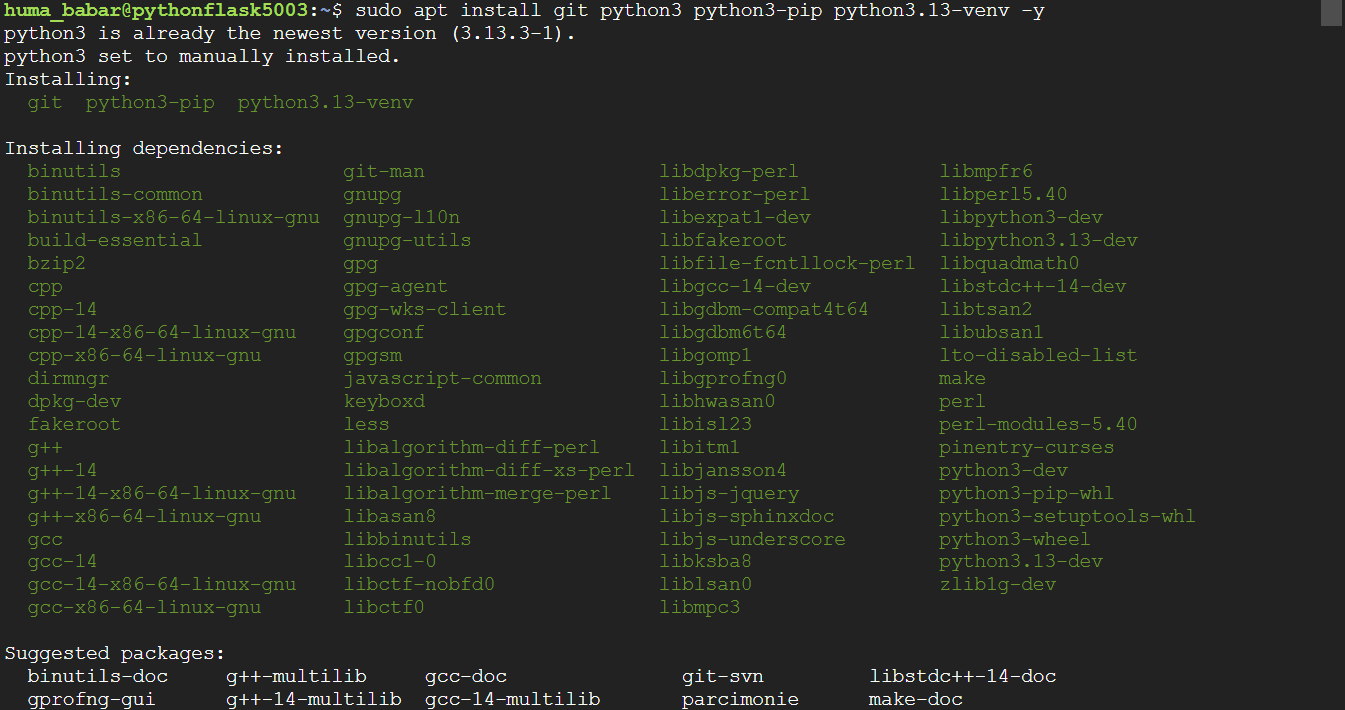 huma_babar@pythonflask5003:~$ sudo apt install git python3 python3-pip python3.13-venv -y
python3 is already the newest version (3.13.3-1).
python3 set to manually installed.
Installing:
git python3-pip python3.13-venv
Installing dependencies:
binutils git-man libdpkg-perl libmpfr6
binutils-common gnupg liberror-perl libperl5.40
binutils-x86-64-linux-gnu gnupg-l10n libexpat1-dev libpython3-dev
build-essential gnupg-utils libfakeroot libpython3.13-dev
bzip2 gpg libfile-fcntllock-perl libquadmath0
cpp gpg-agent libgcc-14-dev libstdc++-14-dev
cpp-14 gpg-wks-client libgdbm-compat4t64 libtsan2
cpp-14-x86-64-linux-gnu gpgconf libgdbm6t64 libubsan1
cpp-x86-64-linux-gnu gpgsm libgomp1 lto-disabled-list
dirmngr javascript-common libgprofng0 make
dpkg-dev keyboxd libhwasan0 perl
fakeroot less libisl23 perl-modules-5.40
g++ libalgorithm-diff-perl libitm1 pinentry-curses
g++-14 libalgorithm-diff-xs-perl libjansson4 python3-dev
g++-14-x86-64-linux-gnu libalgorithm-merge-perl libjs-jquery python3-pip-whl
g++-x86-64-linux-gnu libasan8 libjs-sphinxdoc python3-setuptools-whl
gcc libbinutils libjs-underscore python3-wheel
gcc-14 libcc1-0 libksba8 python3.13-dev
gcc-14-x86-64-linux-gnu libctf-nobfd0 liblsan0 zlib1g-dev
gcc-x86-64-linux-gnu libctf0 libmpc3
Suggested packages:
binutils-doc g++-multilib gcc-doc git-svn libstdc++-14-doc
gprofng-gui g++-14-multilib gcc-14-multilib parcimonie make-doc